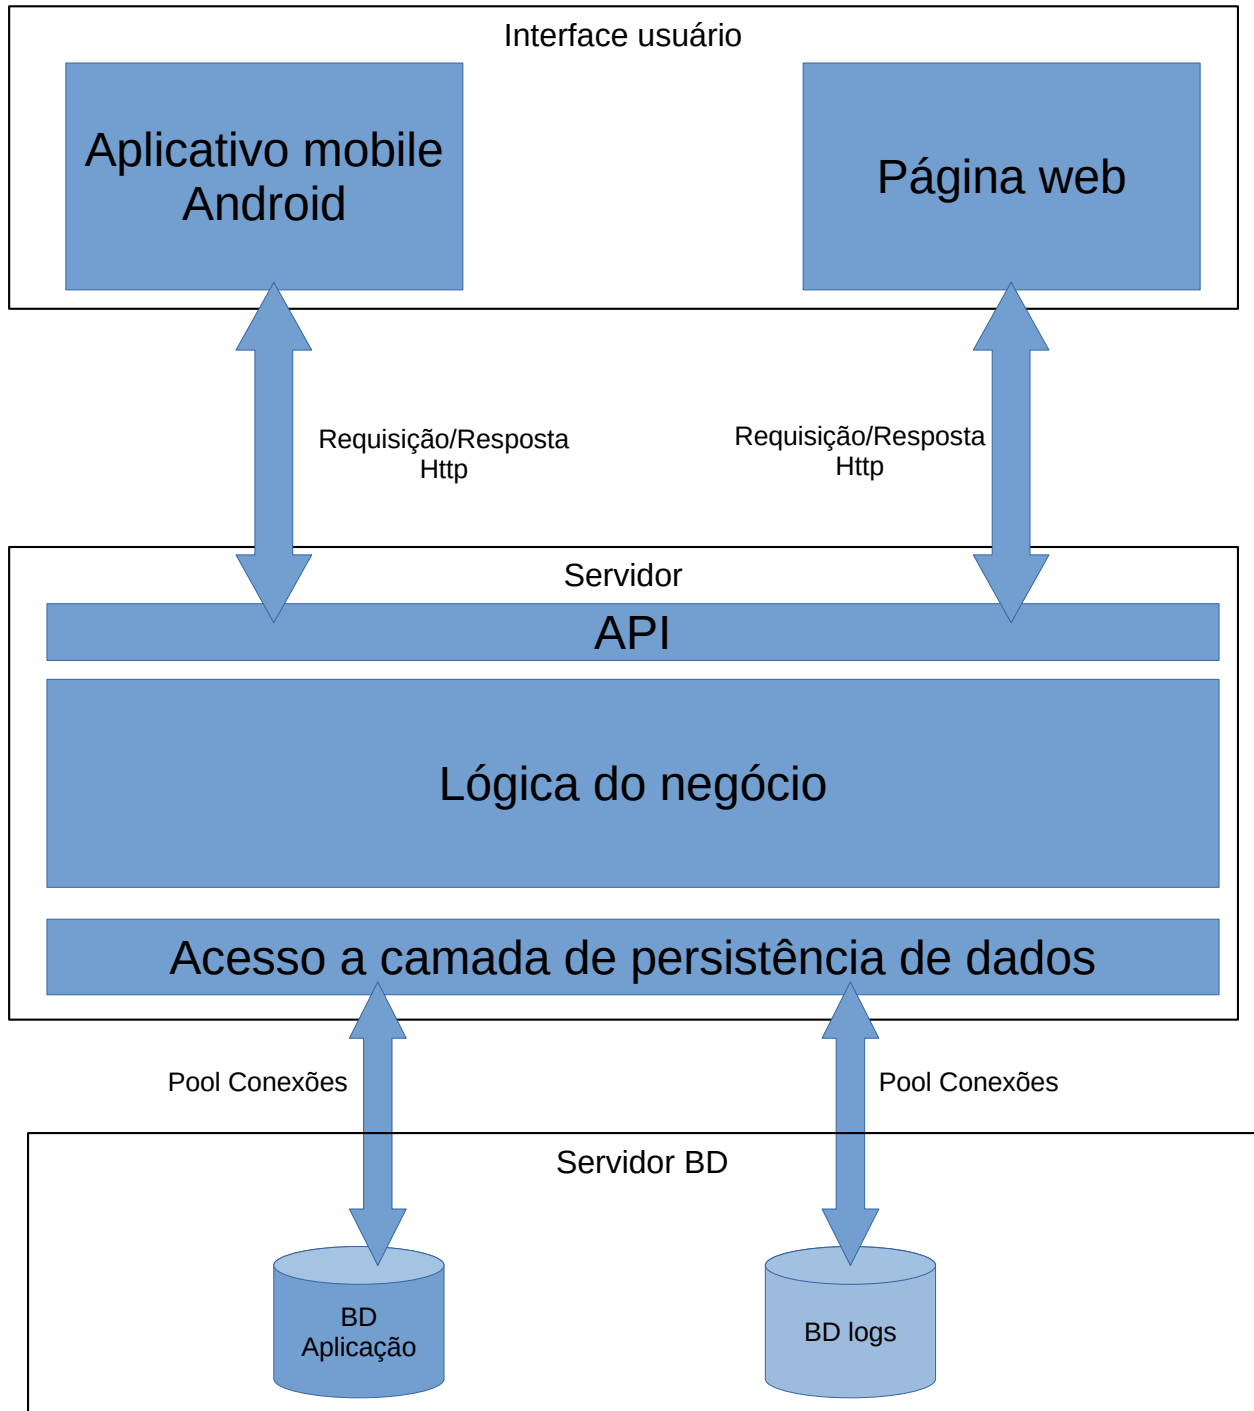 Interface usuário
Aplicativo mobile
Android
Página web
Requisição/Resposta
Http
Requisição/Resposta
Http
Servidor
API
Lógica do negócio
Acesso a camada de persistência de dados
Pool Conexões
Pool Conexões
Servidor BD
BD
Aplicação
BD logs